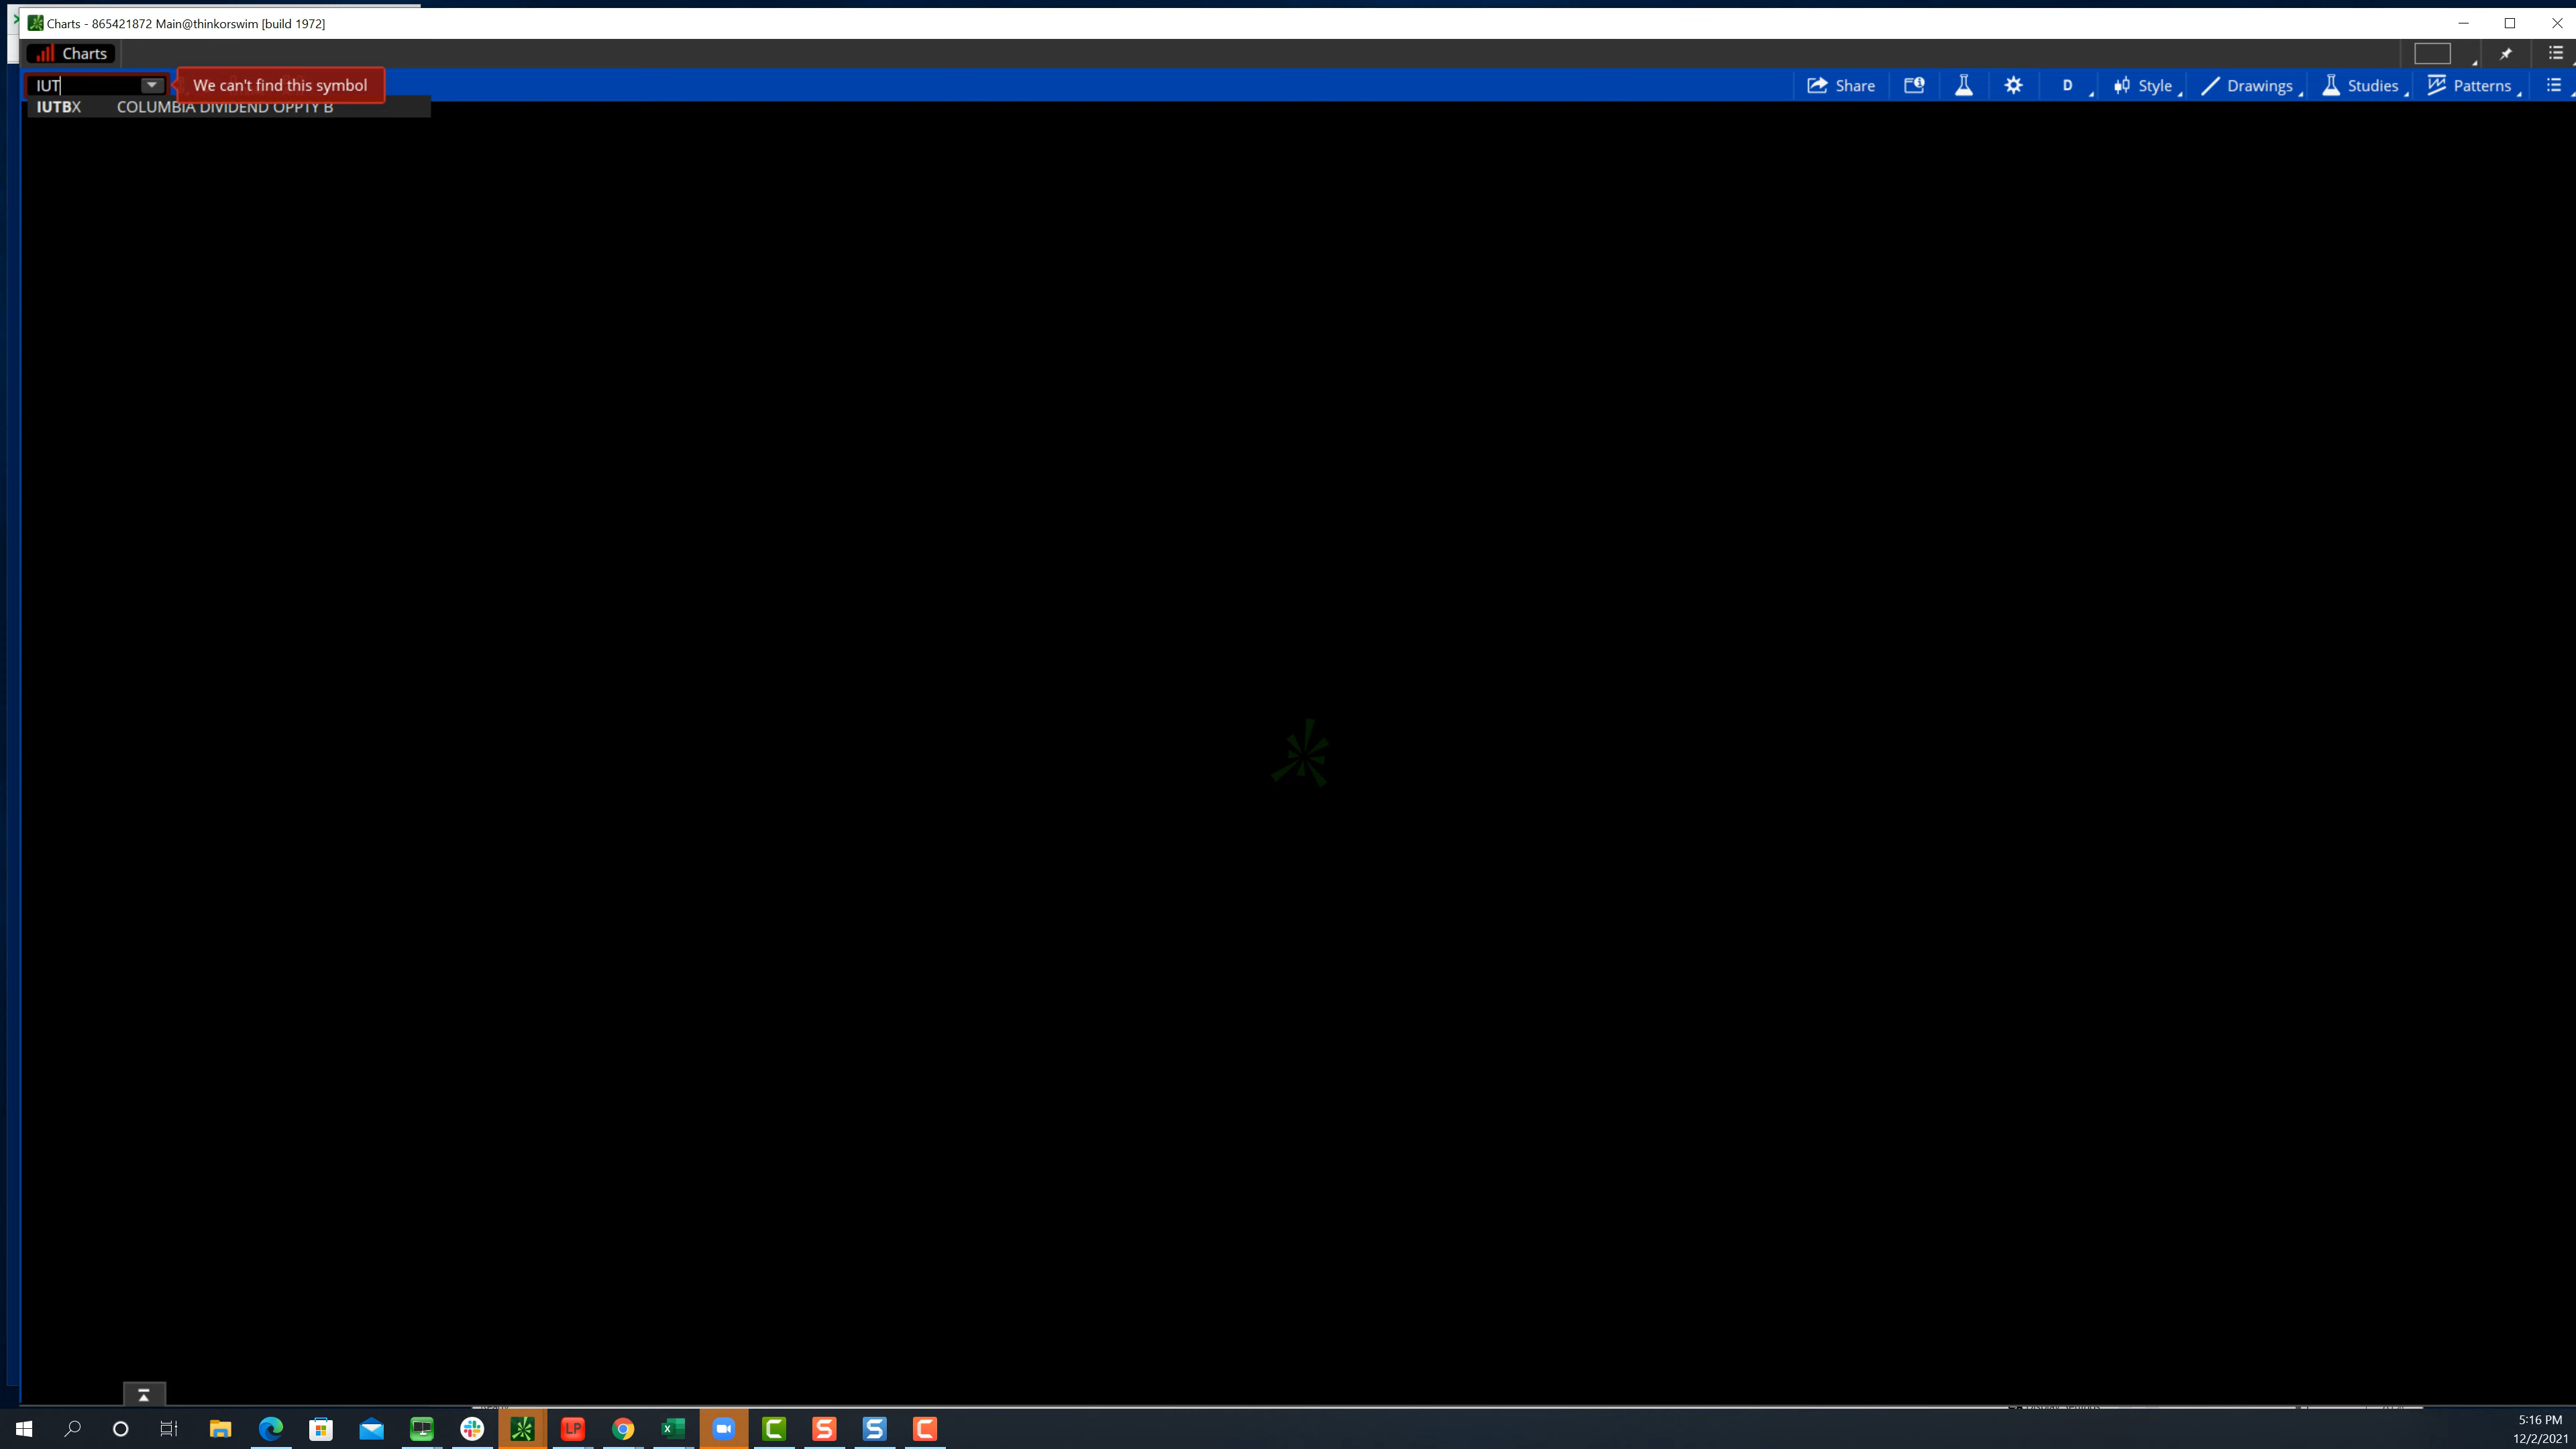 Charts - 865421872 Main@thinkorswim [build 1972]
Charts
IUT
We can't find this symbol
Share
D
Style
Drawings
Studies
Patterns
IUTBX COLUMBIA DIVIDEND OPPTY B
LP
5:16 PM
12/2/2021